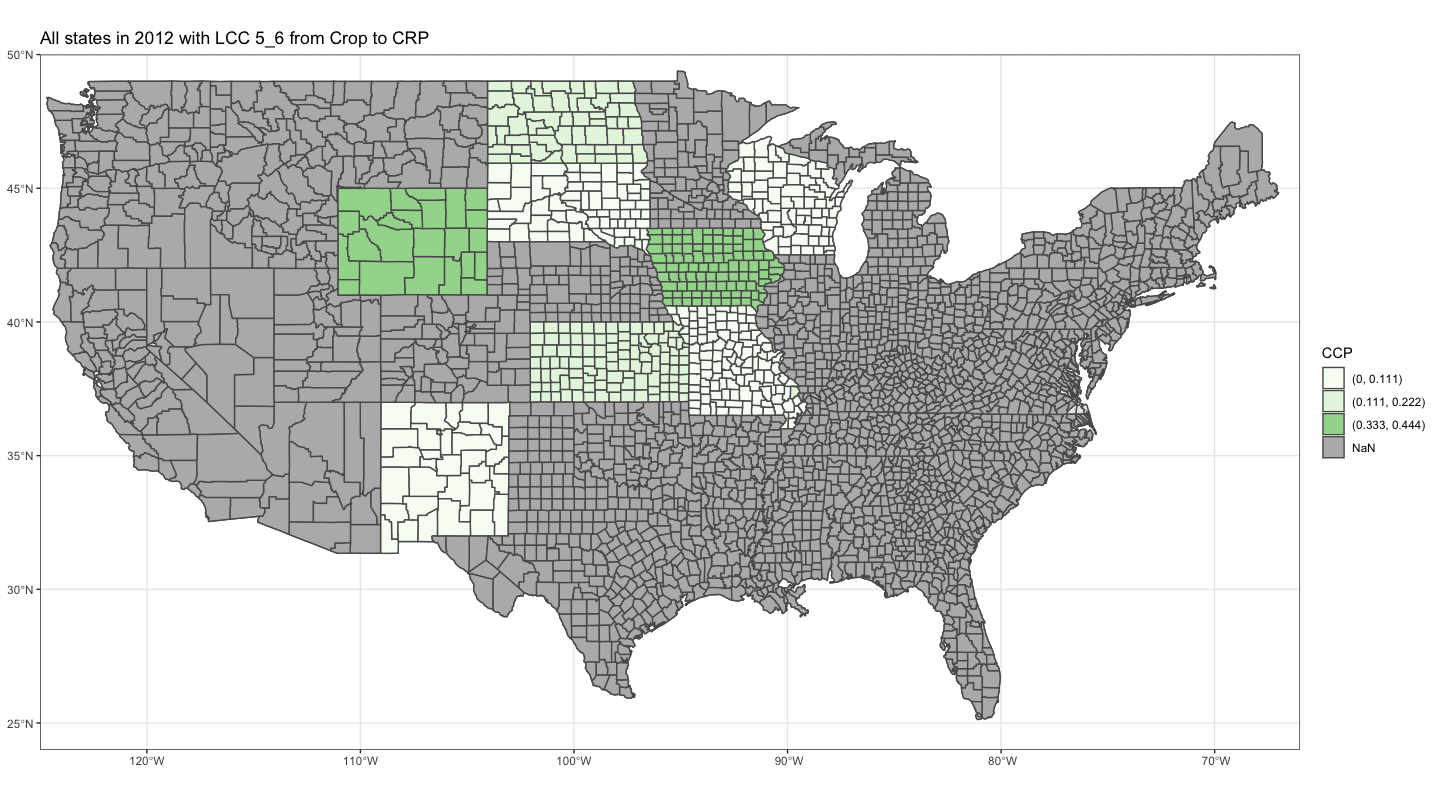 All states in 2012 with LCC 5_6 from Crop to CRP
50°N
45°N
40°N
35°N
30°N
25°N
120°W
110°W
100°W
90°W
80°W
70°W
CCP
(0, 0.111)
(0.111, 0.222)
(0.333, 0.444)
NaN